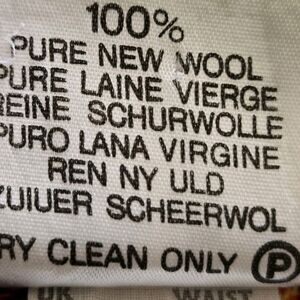 100%
PURE NEW WOOL
PURE LAINE VIERGE
REINE SCHURWOLLE
PURO LANA VIRGINE
REN NY ULD
ZUIUER SCHEERWOL
RY CLEAN ONLY P
UK WAIST